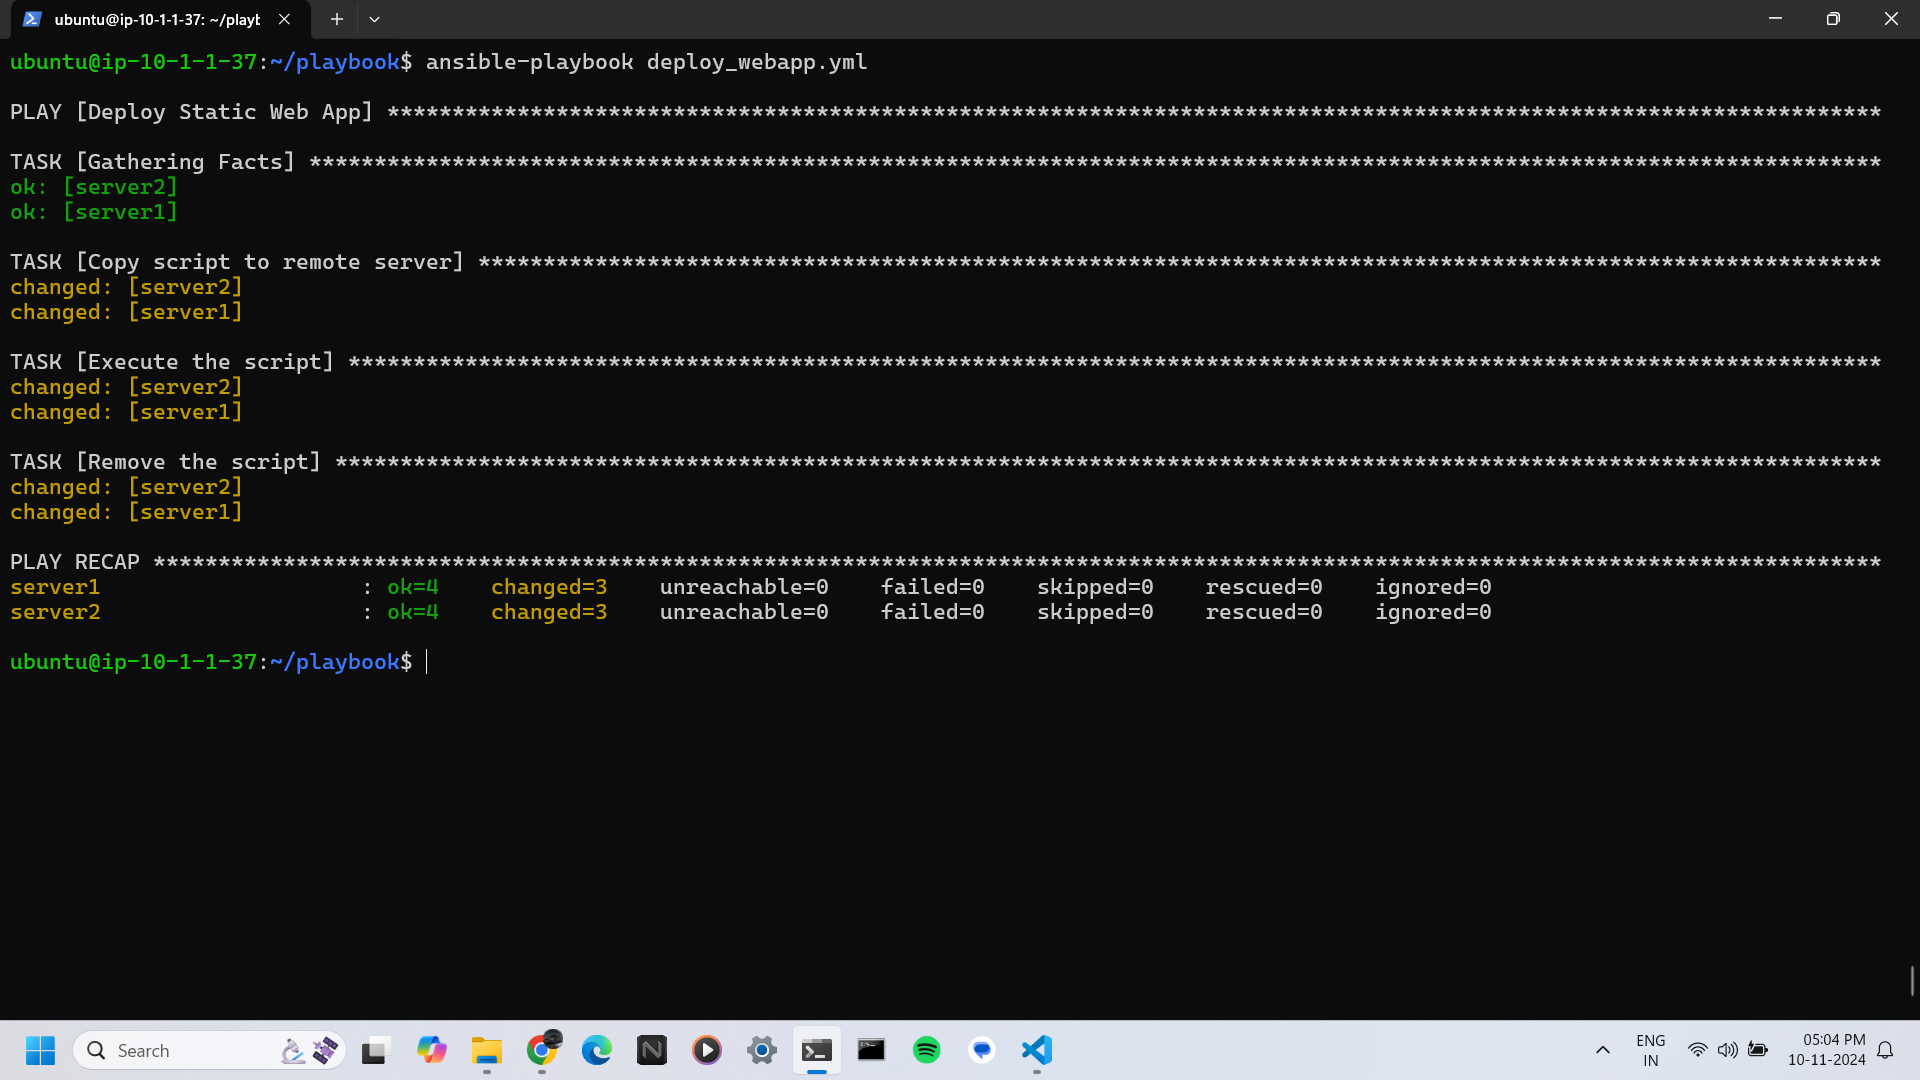 ubuntu@ip-10-1-1-37: ~/playb
ubuntu@ip-10-1-1-37:~/playbook$ ansible-playbook deploy_webapp.yml
PLAY [Deploy Static Web App] *******************************************************************************************************************
TASK [Gathering Facts] *************************************************************************************************************************
ok: [server2]
ok: [server1]
TASK [Copy script to remote server] ************************************************************************************************************
changed: [server2]
changed: [server1]
TASK [Execute the script] **********************************************************************************************************************
changed: [server2]
changed: [server1]
TASK [Remove the script] ***********************************************************************************************************************
changed: [server2]
changed: [server1]
PLAY RECAP *************************************************************************************************************************************
server1                    : ok=4    changed=3    unreachable=0    failed=0    skipped=0    rescued=0    ignored=0
server2                    : ok=4    changed=3    unreachable=0    failed=0    skipped=0    rescued=0    ignored=0
ubuntu@ip-10-1-1-37:~/playbook$
Search
ENG
IN
05:04 PM
10-11-2024